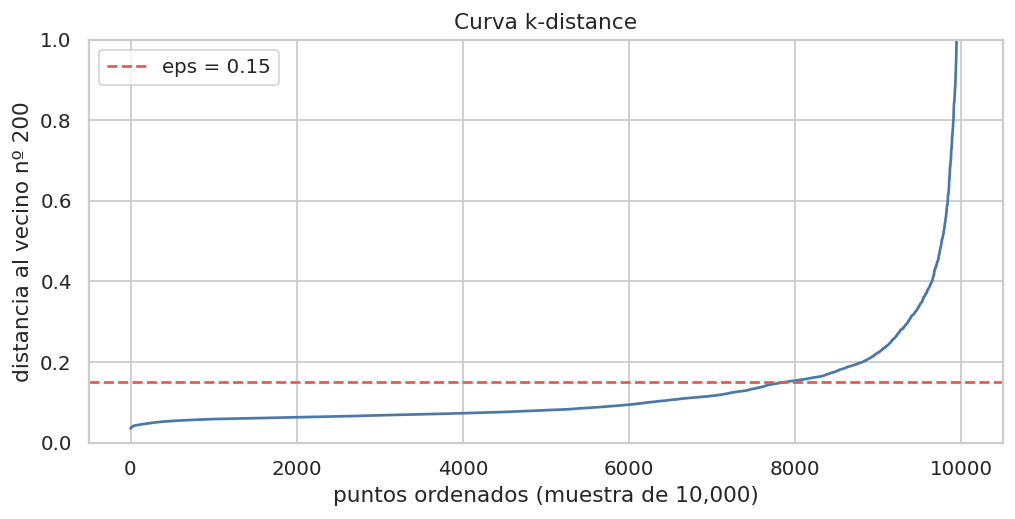 Curva k-distance
eps = 0.15
distancia al vecino nº 200
1.0
0.8
0.6
0.4
0.2
0.0
0 2000 4000 6000 8000 10000
puntos ordenados (muestra de 10,000)